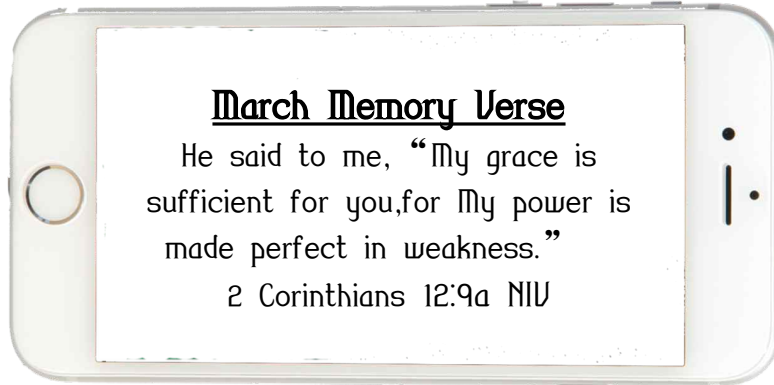 March Memory Verse
He said to me, “My grace is
sufficient for you,for My power is
made perfect in weakness.”
2 Corinthians 12:9a NIV